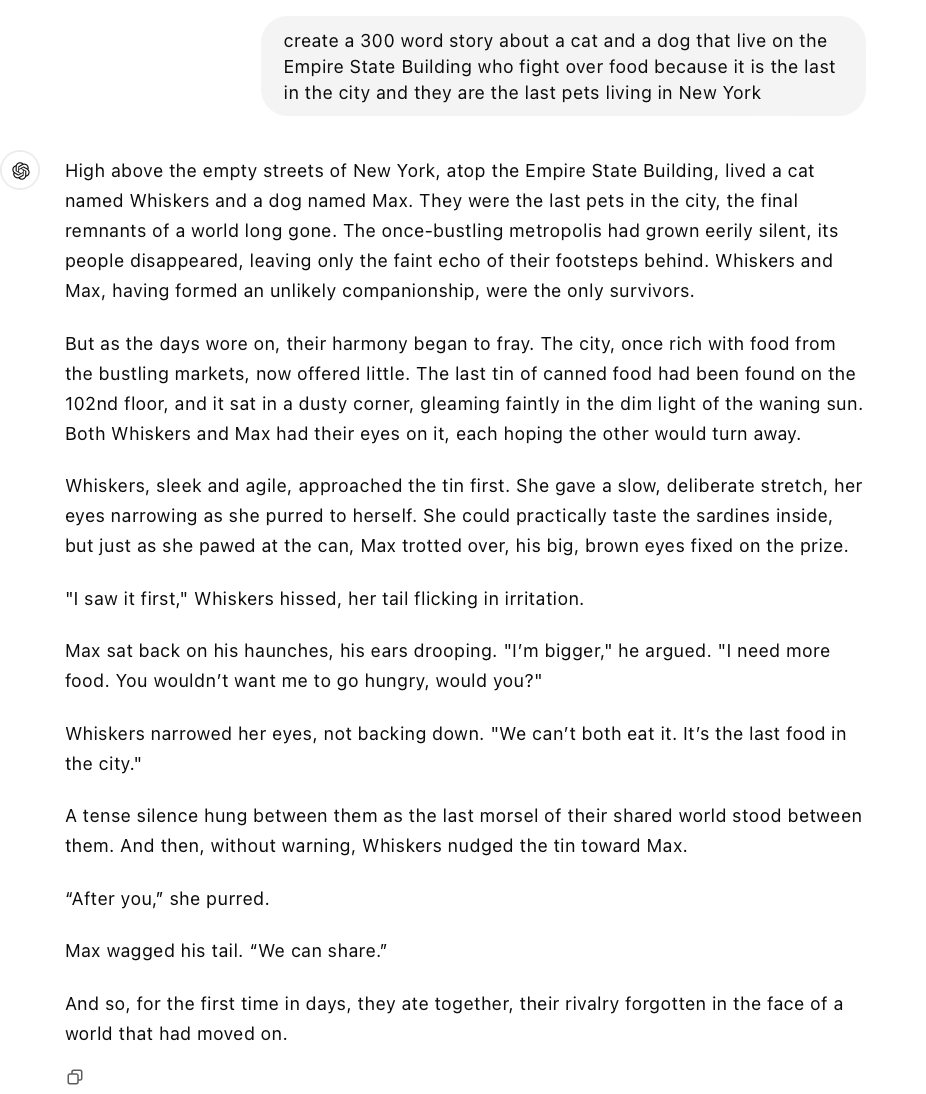 create a 300 word story about a cat and a dog that live on the
Empire State Building who fight over food because it is the last
in the city and they are the last pets living in New York
High above the empty streets of New York, atop the Empire State Building, lived a cat
named Whiskers and a dog named Max. They were the last pets in the city, the final
remnants of a world long gone. The once-bustling metropolis had grown eerily silent, its
people disappeared, leaving only the faint echo of their footsteps behind. Whiskers and
Max, having formed an unlikely companionship, were the only survivors.
But as the days wore on, their harmony began to fray. The city, once rich with food from
the bustling markets, now offered little. The last tin of canned food had been found on the
102nd floor, and it sat in a dusty corner, gleaming faintly in the dim light of the waning sun.
Both Whiskers and Max had their eyes on it, each hoping the other would turn away.
Whiskers, sleek and agile, approached the tin first. She gave a slow, deliberate stretch, her
eyes narrowing as she purred to herself. She could practically taste the sardines inside,
but just as she pawed at the can, Max trotted over, his big, brown eyes fixed on the prize.
"I saw it first," Whiskers hissed, her tail flicking in irritation.
Max sat back on his haunches, his ears drooping. "I’m bigger," he argued. "I need more
food. You wouldn’t want me to go hungry, would you?"
Whiskers narrowed her eyes, not backing down. "We can’t both eat it. It’s the last food in
the city."
A tense silence hung between them as the last morsel of their shared world stood between
them. And then, without warning, Whiskers nudged the tin toward Max.
“After you,” she purred.
Max wagged his tail. “We can share.”
And so, for the first time in days, they ate together, their rivalry forgotten in the face of a
world that had moved on.